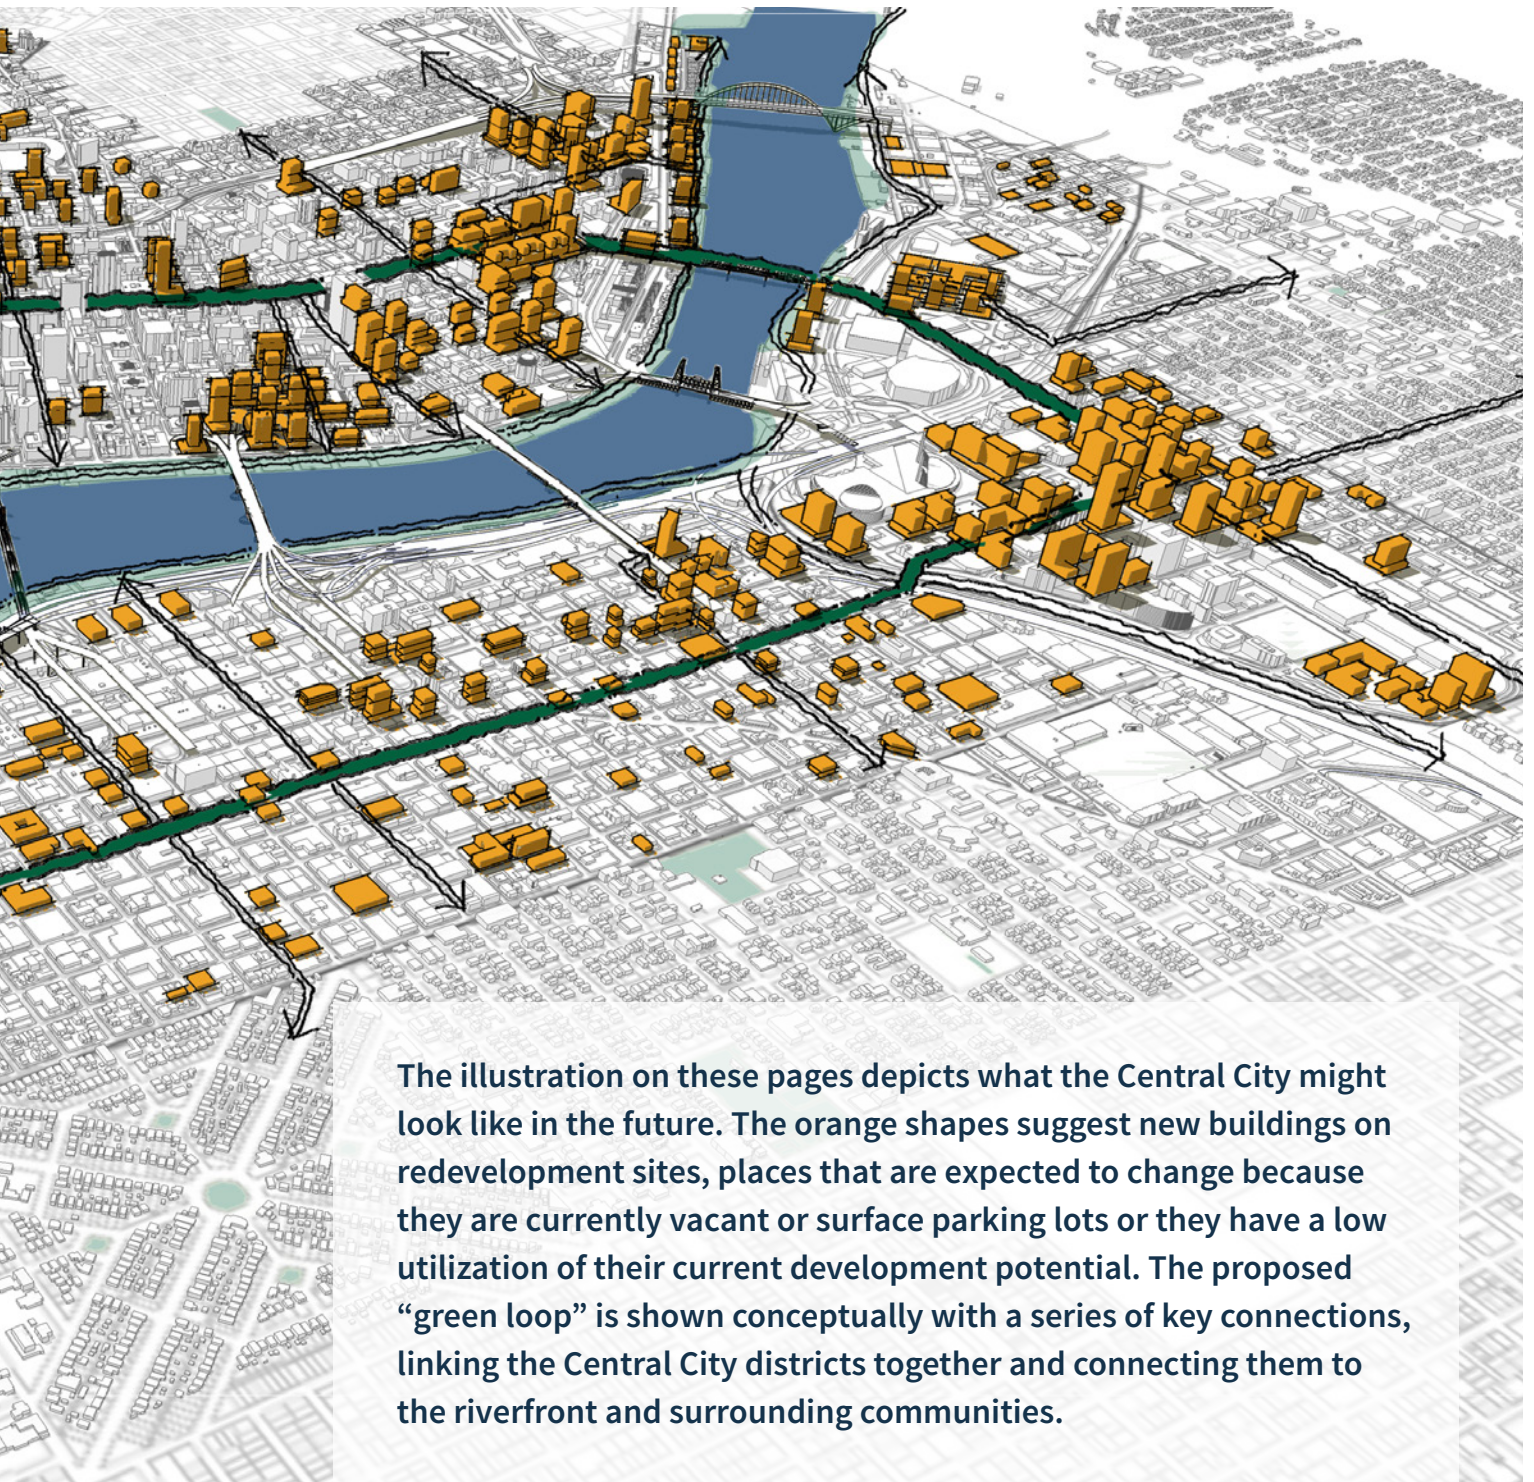 The illustration on these pages depicts what the Central City might
look like in the future. The orange shapes suggest new buildings on
redevelopment sites, places that are expected to change because
they are currently vacant or surface parking lots or they have a low
utilization of their current development potential. The proposed
“green loop” is shown conceptually with a series of key connections,
linking the Central City districts together and connecting them to
the riverfront and surrounding communities.